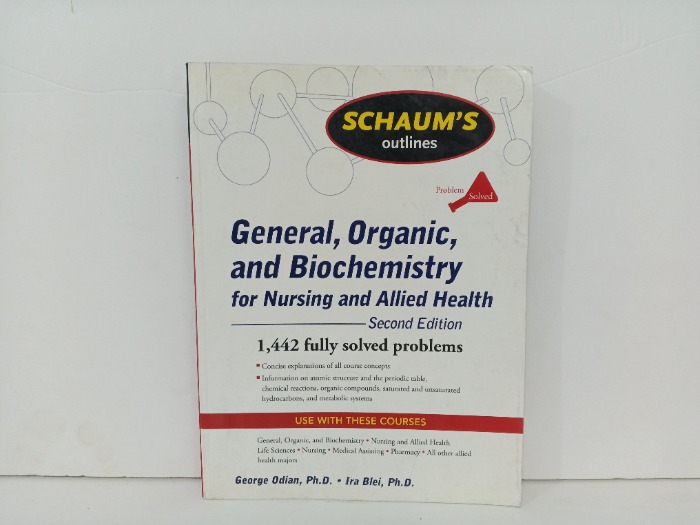 SCHAUM'S
outlines
Problem
Solved
General, Organic,
and Biochemistry
for Nursing and Allied Health
Second Edition
1,442 fully solved problems
▪ Concise explanations of all course concepts
▪ Information on atomic structure and the periodic table,
chemical reactions, organic compounds, saturated and unsaturated
hydrocarbons, and metabolic systems
USE WITH THESE COURSES
General, Organic, and Biochemistry • Nursing and Allied Health
Life Sciences • Nursing • Medical Assisting • Pharmacy • All other allied
health majors
George Odian, Ph.D. • Ira Blei, Ph.D.